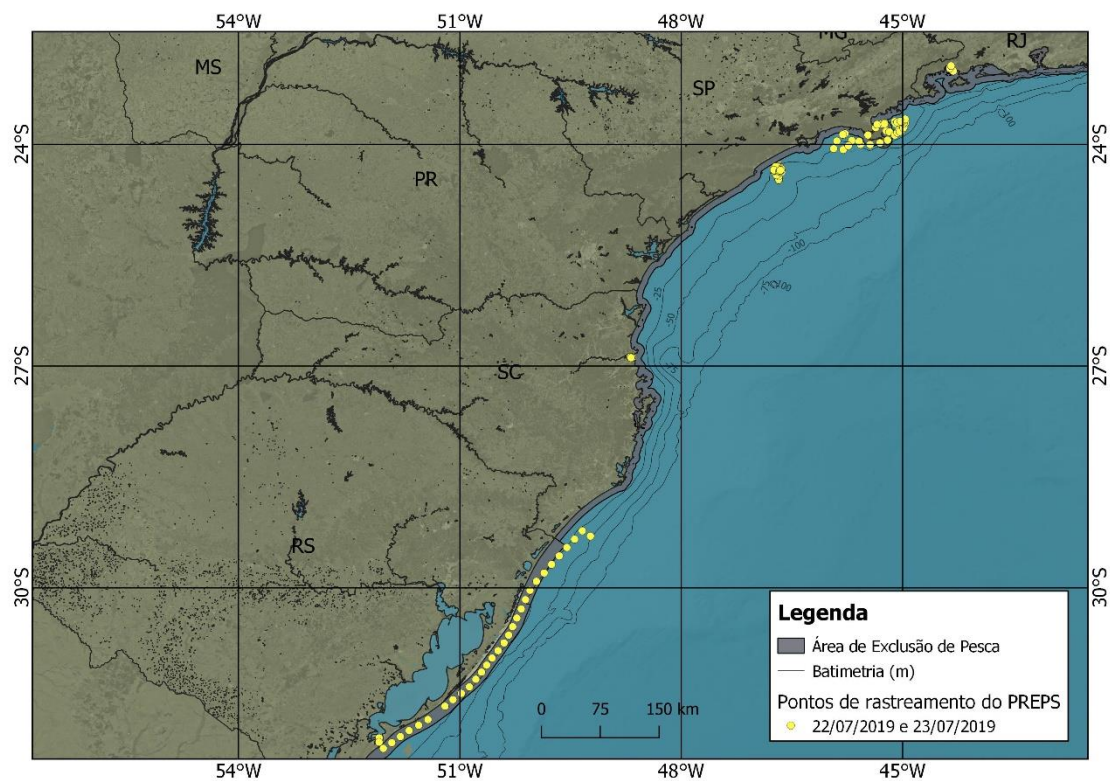 54°W 51°W 48°W 45°W
MS
MG
RJ
SP
-100
24°S 24°S
PR
-100
-25
-50
27°S 27°S
SC
RS
30°S 30°S
Legenda
Área de Exclusão de Pesca
Batimetria (m)
Pontos de rastreamento do PREPS
22/07/2019 e 23/07/2019
0 75 150 km
54°W 51°W 48°W 45°W